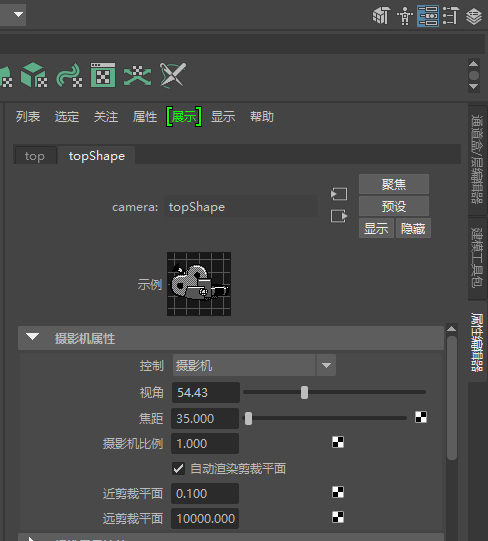 列表 选定 关注 属性 展示 显示 帮助
top topShape
camera: topShape
聚焦
预设
显示 隐藏
示例
摄影机属性
控制 摄影机
视角 54.43
焦距 35.000
摄影机比例 1.000
自动渲染剪裁平面
近剪裁平面 0.100
远剪裁平面 10000.000
通道盒/层编辑器
建模工具包
属性编辑器